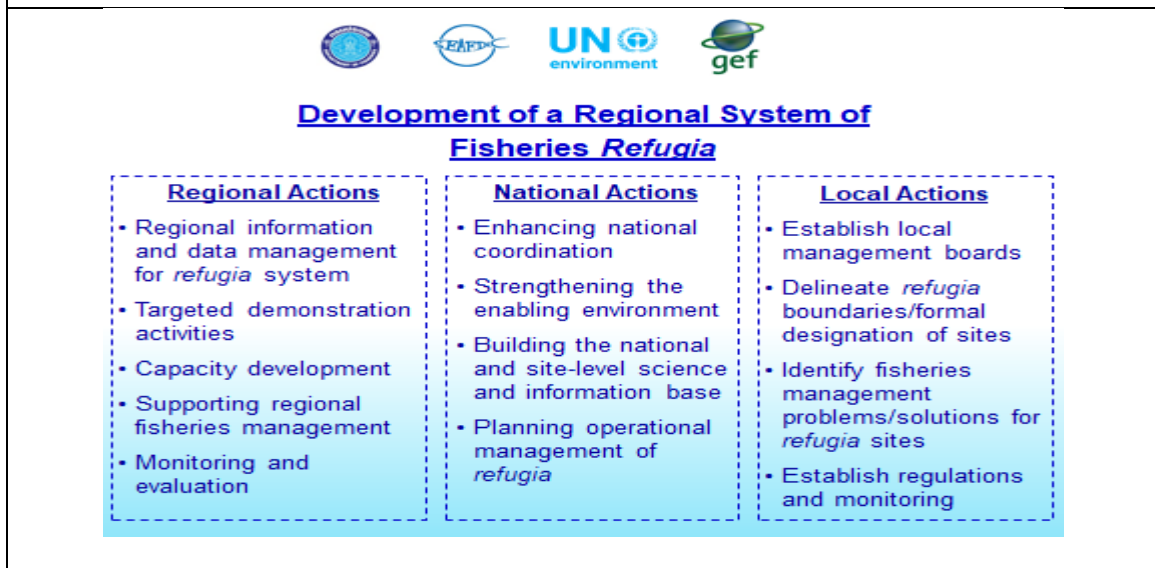 SEAFDEC
UN
environment
gef
Development of a Regional System of
Fisheries Refugia
Regional Actions
• Regional information
and data management
for refugia system
• Targeted demonstration
activities
• Capacity development
• Supporting regional
fisheries management
• Monitoring and
evaluation
National Actions
• Enhancing national
coordination
• Strengthening the
enabling environment
• Building the national
and site-level science
and information base
• Planning operational
management of
refugia
Local Actions
• Establish local
management boards
• Delineate refugia
boundaries/formal
designation of sites
• Identify fisheries
management
problems/solutions for
refugia sites
• Establish regulations
and monitoring